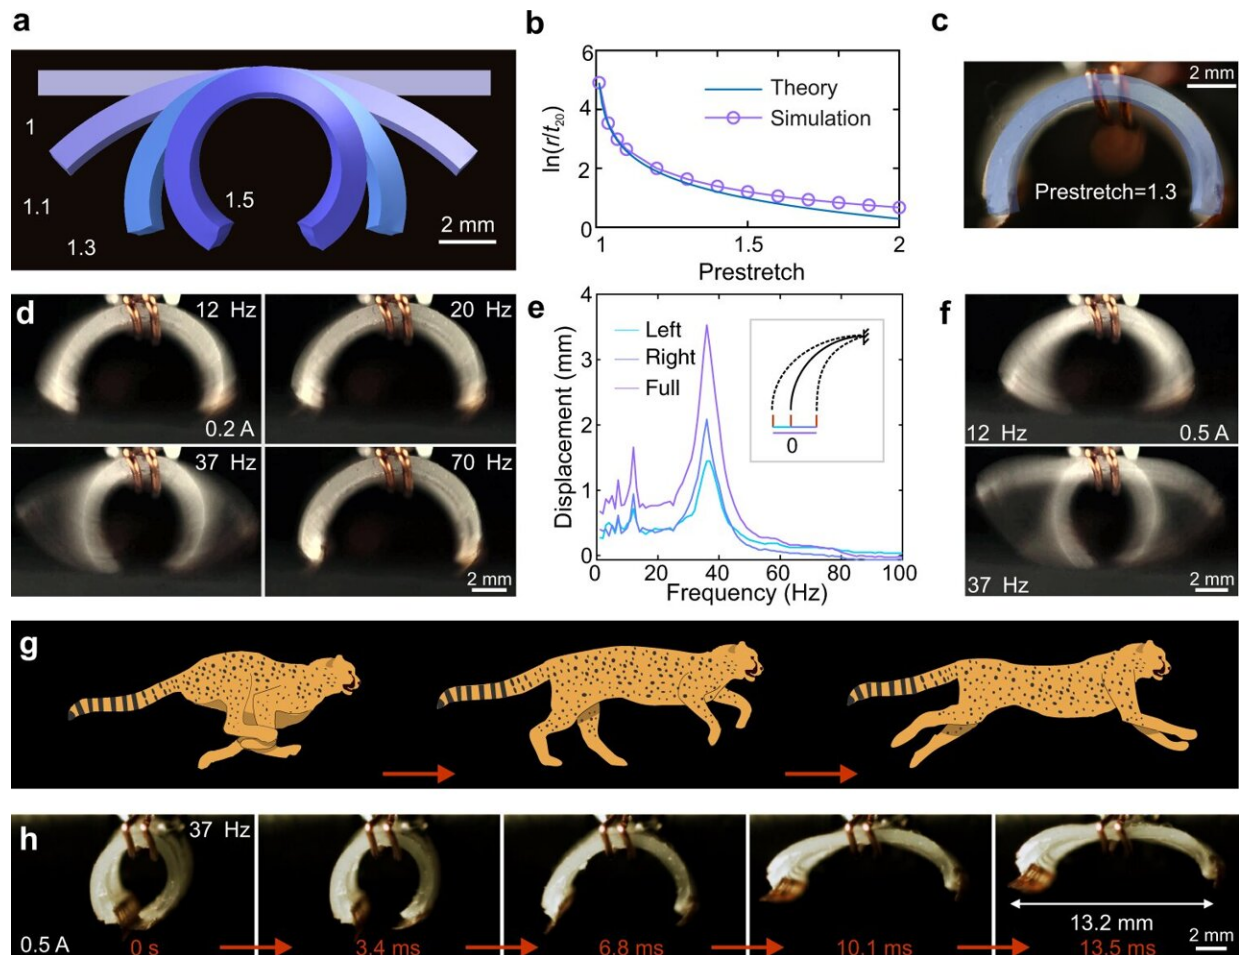 a
1
1.1
1.3
1.5
2 mm
b
6
4
2
0
ln(r/t20)
Theory
Simulation
1
1.5
2
Prestretch
c
2 mm
Prestretch=1.3
d
12 Hz
0.2 A
20 Hz
37 Hz
70 Hz
2 mm
e
4
3
2
1
0
Displacement (mm)
Left
Right
Full
0
0
20
40
60
80
100
Frequency (Hz)
f
12 Hz
0.5 A
37 Hz
2 mm
g
h
37 Hz
0.5 A
0 s
3.4 ms
6.8 ms
10.1 ms
13.2 mm
13.5 ms
2 mm